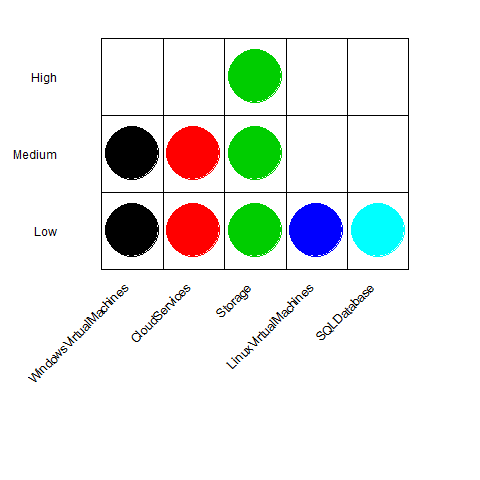 High
Medium
Low
WindowsVirtualMachines
CloudServices
Storage
LinuxVirtualMachines
SQLDatabase